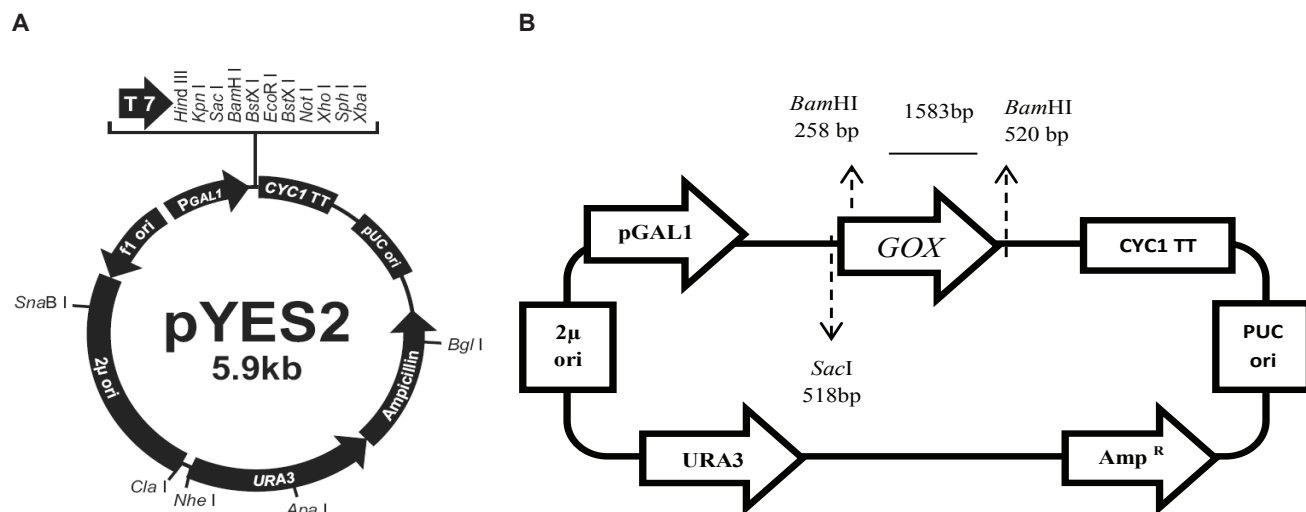 A
B
T 7
Hind III
Kpn I
Sac I
BamH I
BstX I
EcoR I
BstX I
Not I
Xho I
Sph I
Xba I
PGAL1
CYC1 TT
pUC ori
f1 ori
SnaB I
pYES2
5.9kb
Bgl I
2µ ori
Ampicillin
URA3
Cla I
Nhe I
Apa I
BamHI
258 bp
1583bp
BamHI
520 bp
pGAL1
GOX
CYC1 TT
2µ
ori
SacI
518bp
PUC
ori
URA3
Amp R